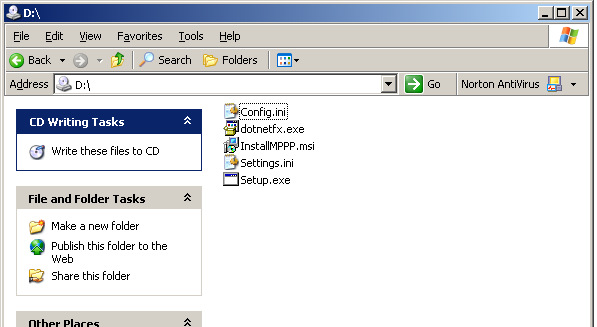 D:\
File Edit View Favorites Tools Help
Back Search Folders
Address D:\ Go Norton AntiVirus
CD Writing Tasks
Write these files to CD
File and Folder Tasks
Make a new folder
Publish this folder to the
Web
Share this folder
Other Places
Config.ini
dotnetfx.exe
InstallMPPP.msi
Settings.ini
Setup.exe